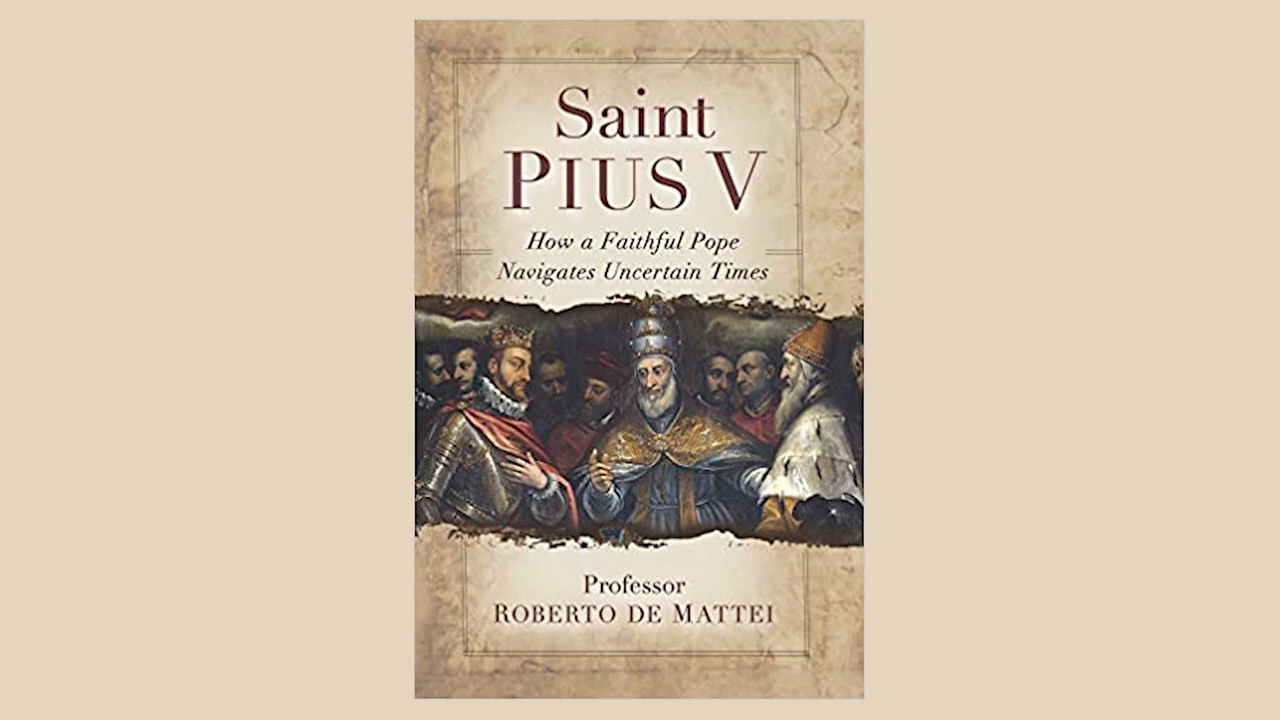 Saint
PIUS V
How a Faithful Pope
Navigates Uncertain Times
Professor
ROBERTO DE MATTEI